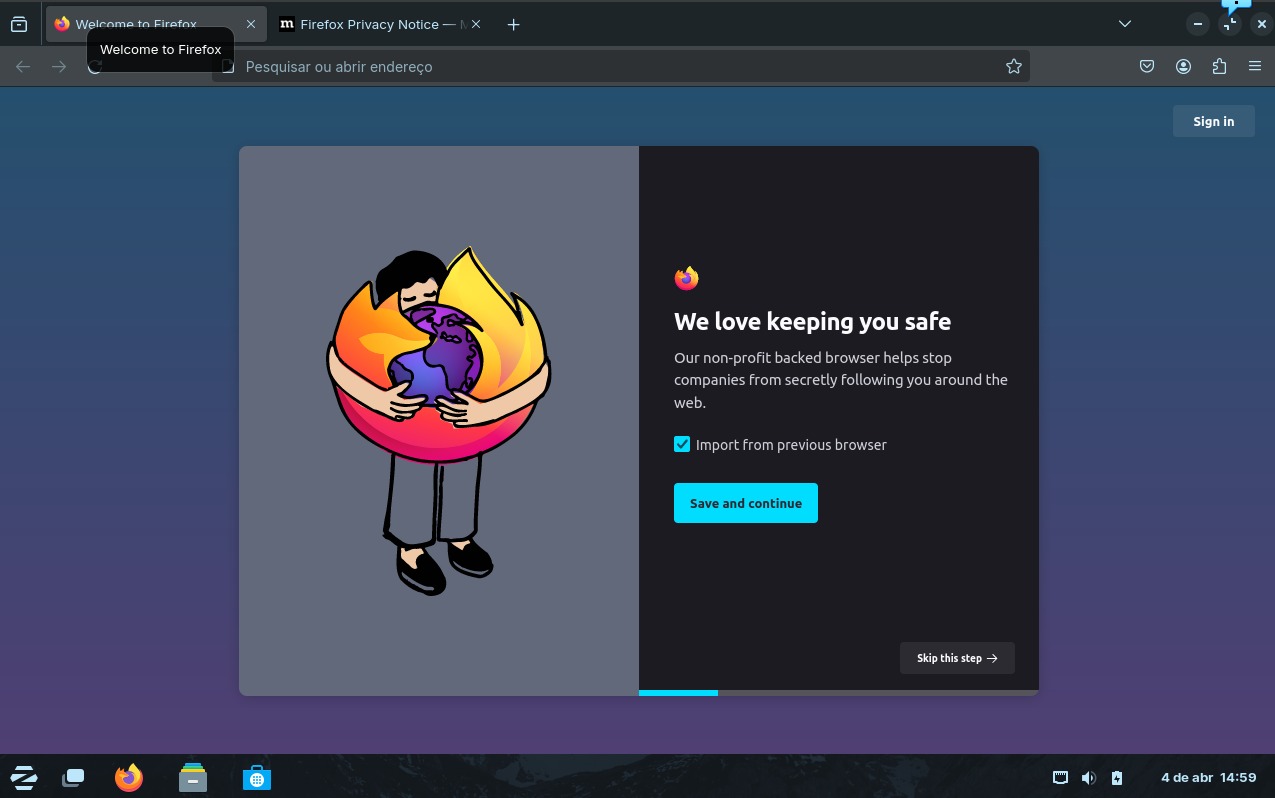 Welcome to Firefox
Firefox Privacy Notice —
Welcome to Firefox
Pesquisar ou abrir endereço
Sign in
We love keeping you safe
Our non-profit backed browser helps stop
companies from secretly following you around the
web.
Import from previous browser
Save and continue
Skip this step
4 de abr 14:59